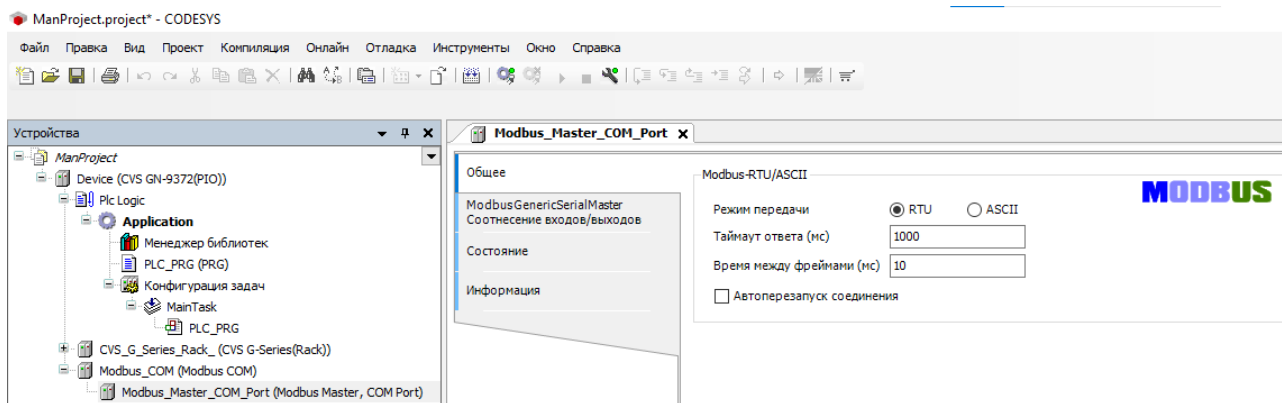 ManProject.project* - CODESYS
Файл Правка Вид Проект Компиляция Онлайн Отладка Инструменты Окно Справка
Устройства
ManProject
Device (CVS GN-9372(PIO))
Plc Logic
Application
Менеджер библиотек
PLC_PRG (PRG)
Конфигурация задач
MainTask
PLC_PRG
CVS_G_Series_Rack_ (CVS G-Series(Rack))
Modbus_COM (Modbus COM)
Modbus_Master_COM_Port (Modbus Master, COM Port)
Modbus_Master_COM_Port
Общее
ModbusGenericSerialMaster
Соотнесение входов/выходов
Состояние
Информация
Modbus-RTU/ASCII
MODBUS
Режим передачи RTU ASCII
Таймаут ответа (мс) 1000
Время между фреймами (мс) 10
Автоперезапуск соединения